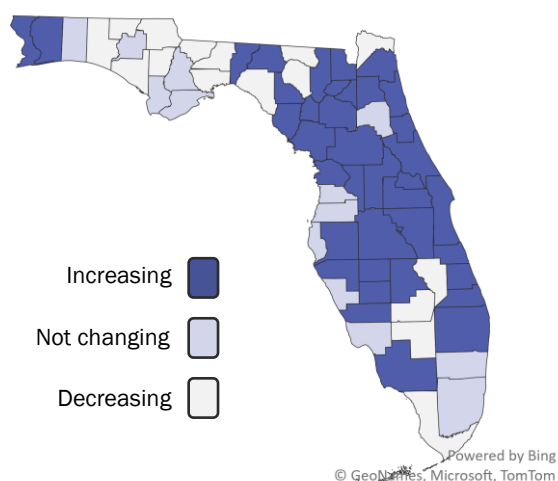 Increasing
Not changing
Decreasing
Powered by Bing
© GeoNames, Microsoft, TomTom